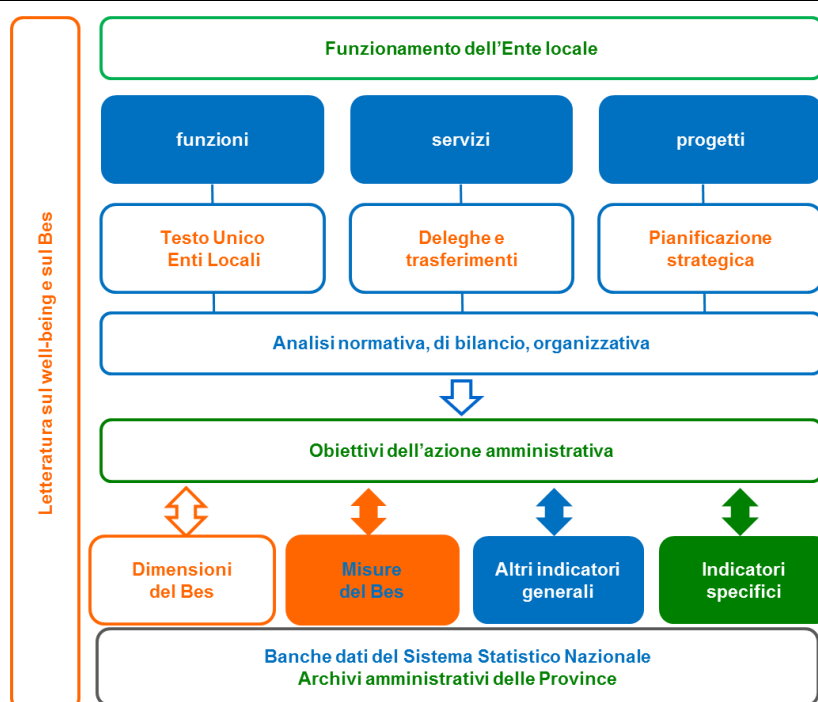 Letteratura sul well-being e sul Bes
Funzionamento dell'Ente locale
funzioni
servizi
progetti
Testo Unico
Enti Locali
Deleghe e
trasferimenti
Pianificazione
strategica
Analisi normativa, di bilancio, organizzativa
Obiettivi dell'azione amministrativa
Dimensioni
del Bes
Misure
del Bes
Altri indicatori
generali
Indicatori
specifici
Banche dati del Sistema Statistico Nazionale
Archivi amministrativi delle Province